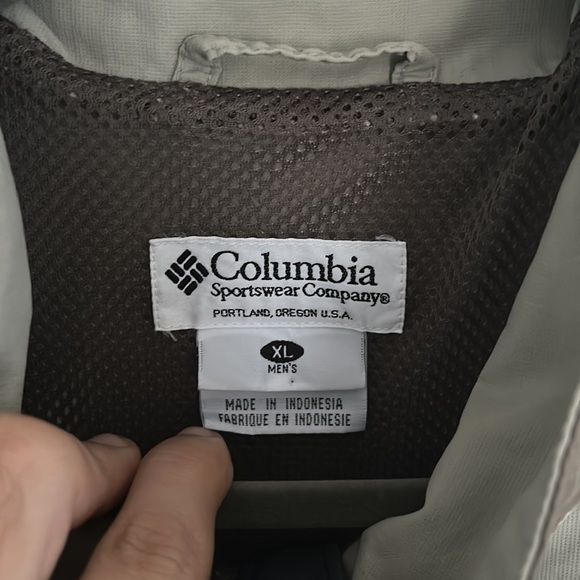 Columbia
Sportswear Company®
PORTLAND, OREGON U.S.A.
XL
MEN'S
MADE IN INDONESIA
FABRIQUE EN INDONESIE